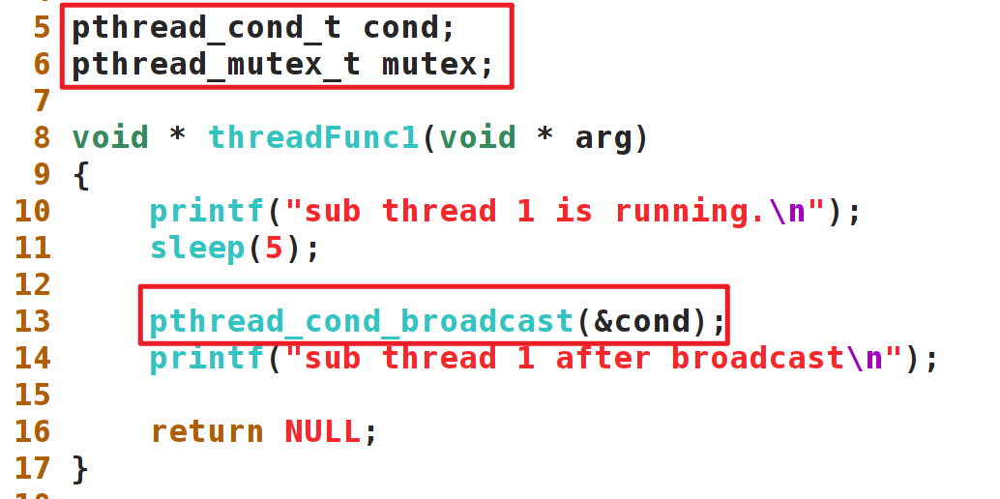 5 pthread_cond_t cond;
6 pthread_mutex_t mutex;
7
8 void * threadFunc1(void * arg)
9 {
10     printf("sub thread 1 is running.\n");
11     sleep(5);
12
13     pthread_cond_broadcast(&cond);
14     printf("sub thread 1 after broadcast\n");
15
16     return NULL;
17 }